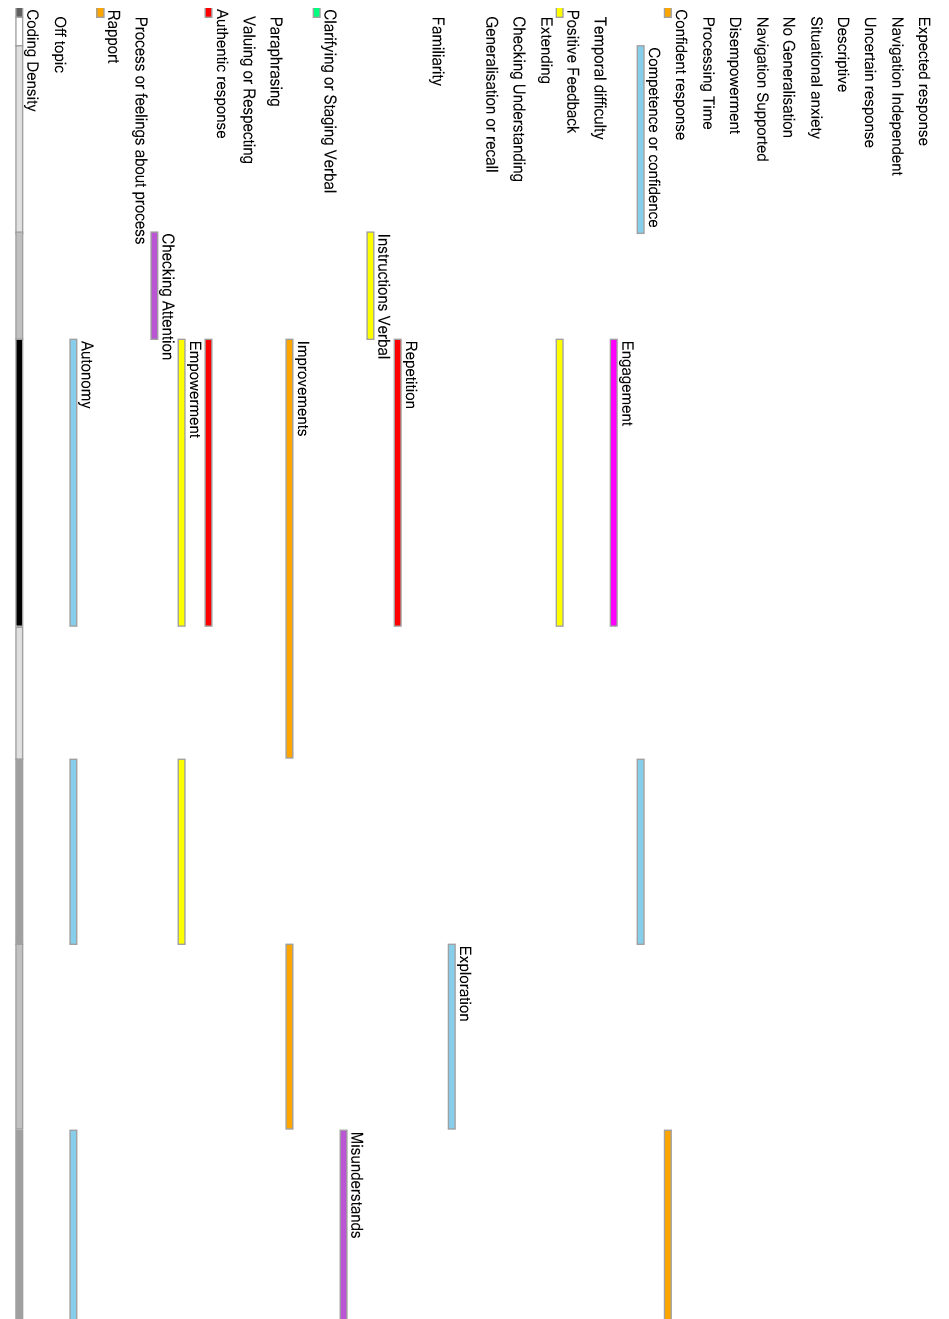 Expected response
Navigation Independent
Uncertain response
Descriptive
Situational anxiety
No Generalisation
Navigation Supported
Disempowerment
Processing Time
Confident response
Competence or confidence
Engagement
Temporal difficulty
Positive Feedback
Extending
Checking Understanding
Generalisation or recall
Exploration
Familiarity
Repetition
Instructions Verbal
Misunderstands
Clarifying or Staging Verbal
Improvements
Paraphrasing
Valuing or Respecting
Authentic response
Empowerment
Checking Attention
Process or feelings about process
Rapport
Autonomy
Off topic
Coding Density